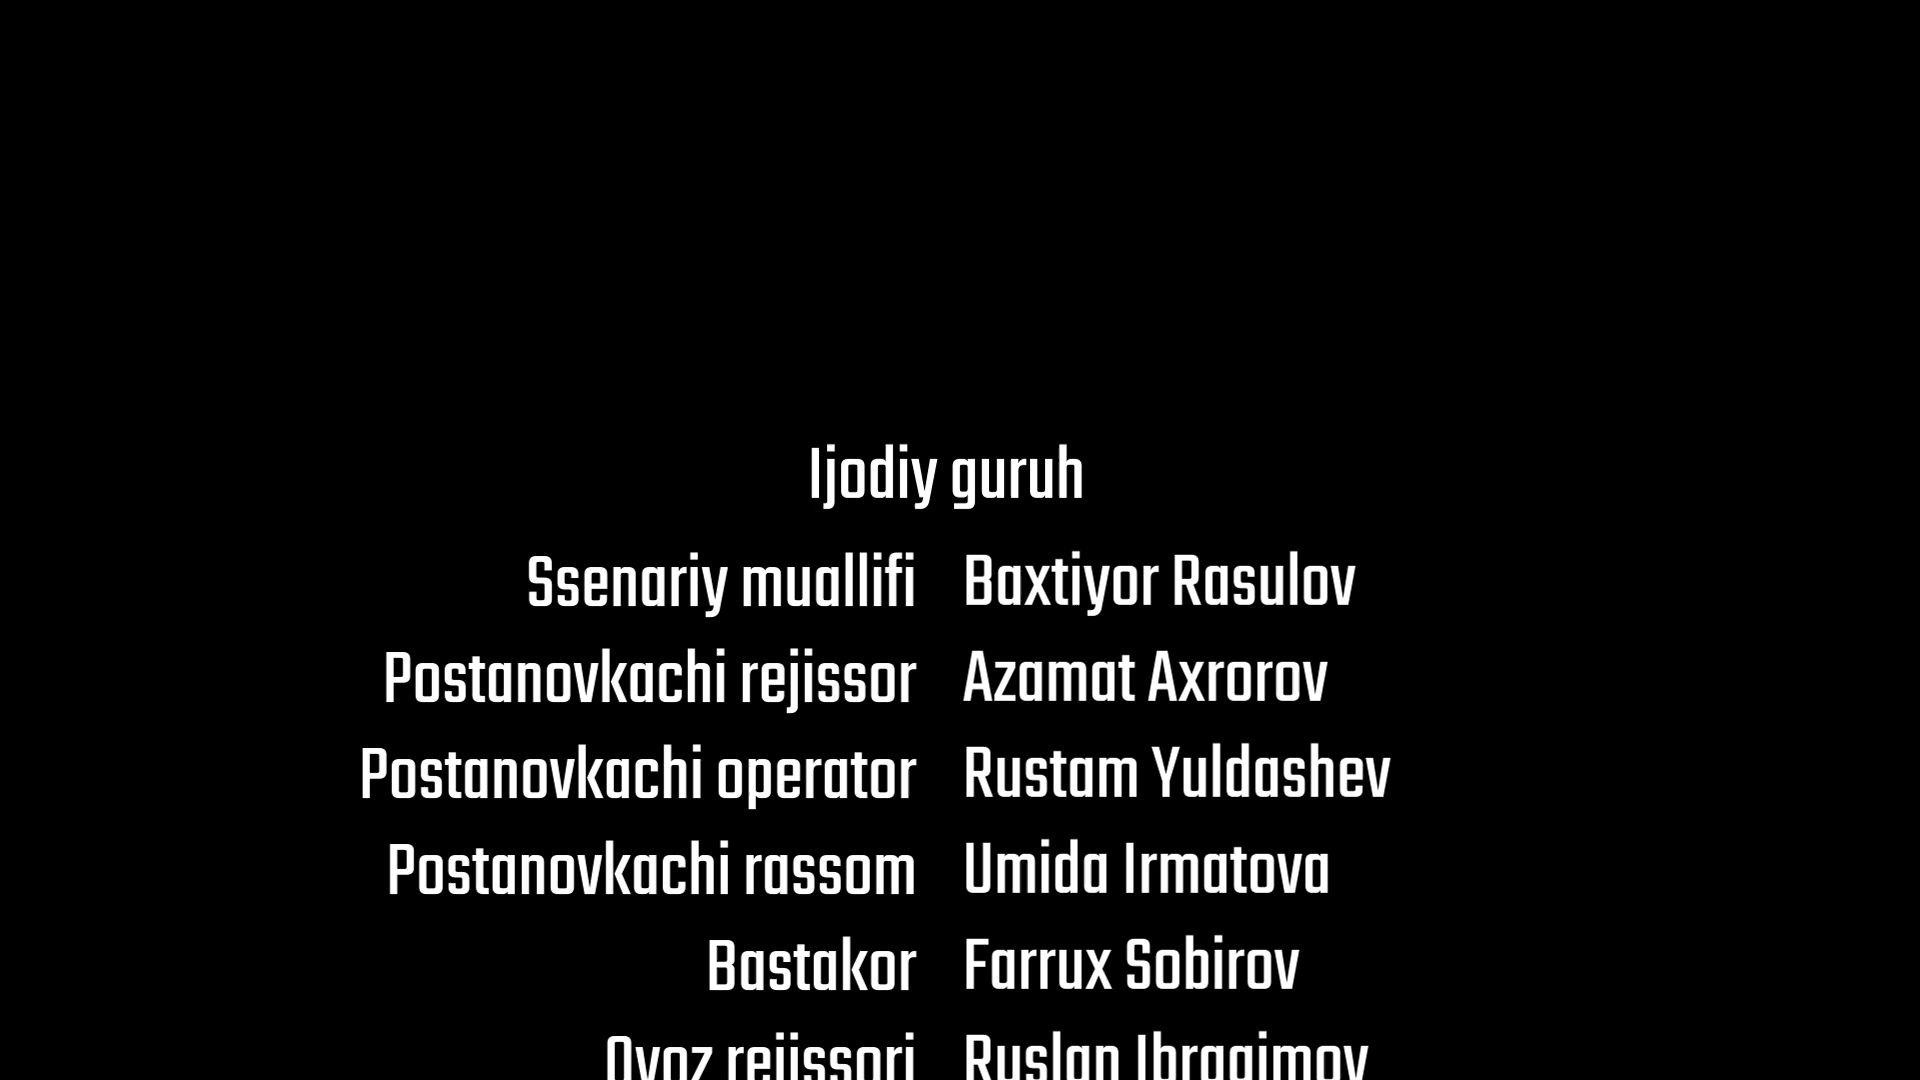 Ijodiy guruh
Ssenariy muallifi Baxtiyor Rasulov
Postanovkachi rejissor Azamat Axrorov
Postanovkachi operator Rustam Yuldashev
Postanovkachi rassom Umida Irmatova
Bastakor Farrux Sobirov
Ovoz rejissori Ruslan Ibragimov